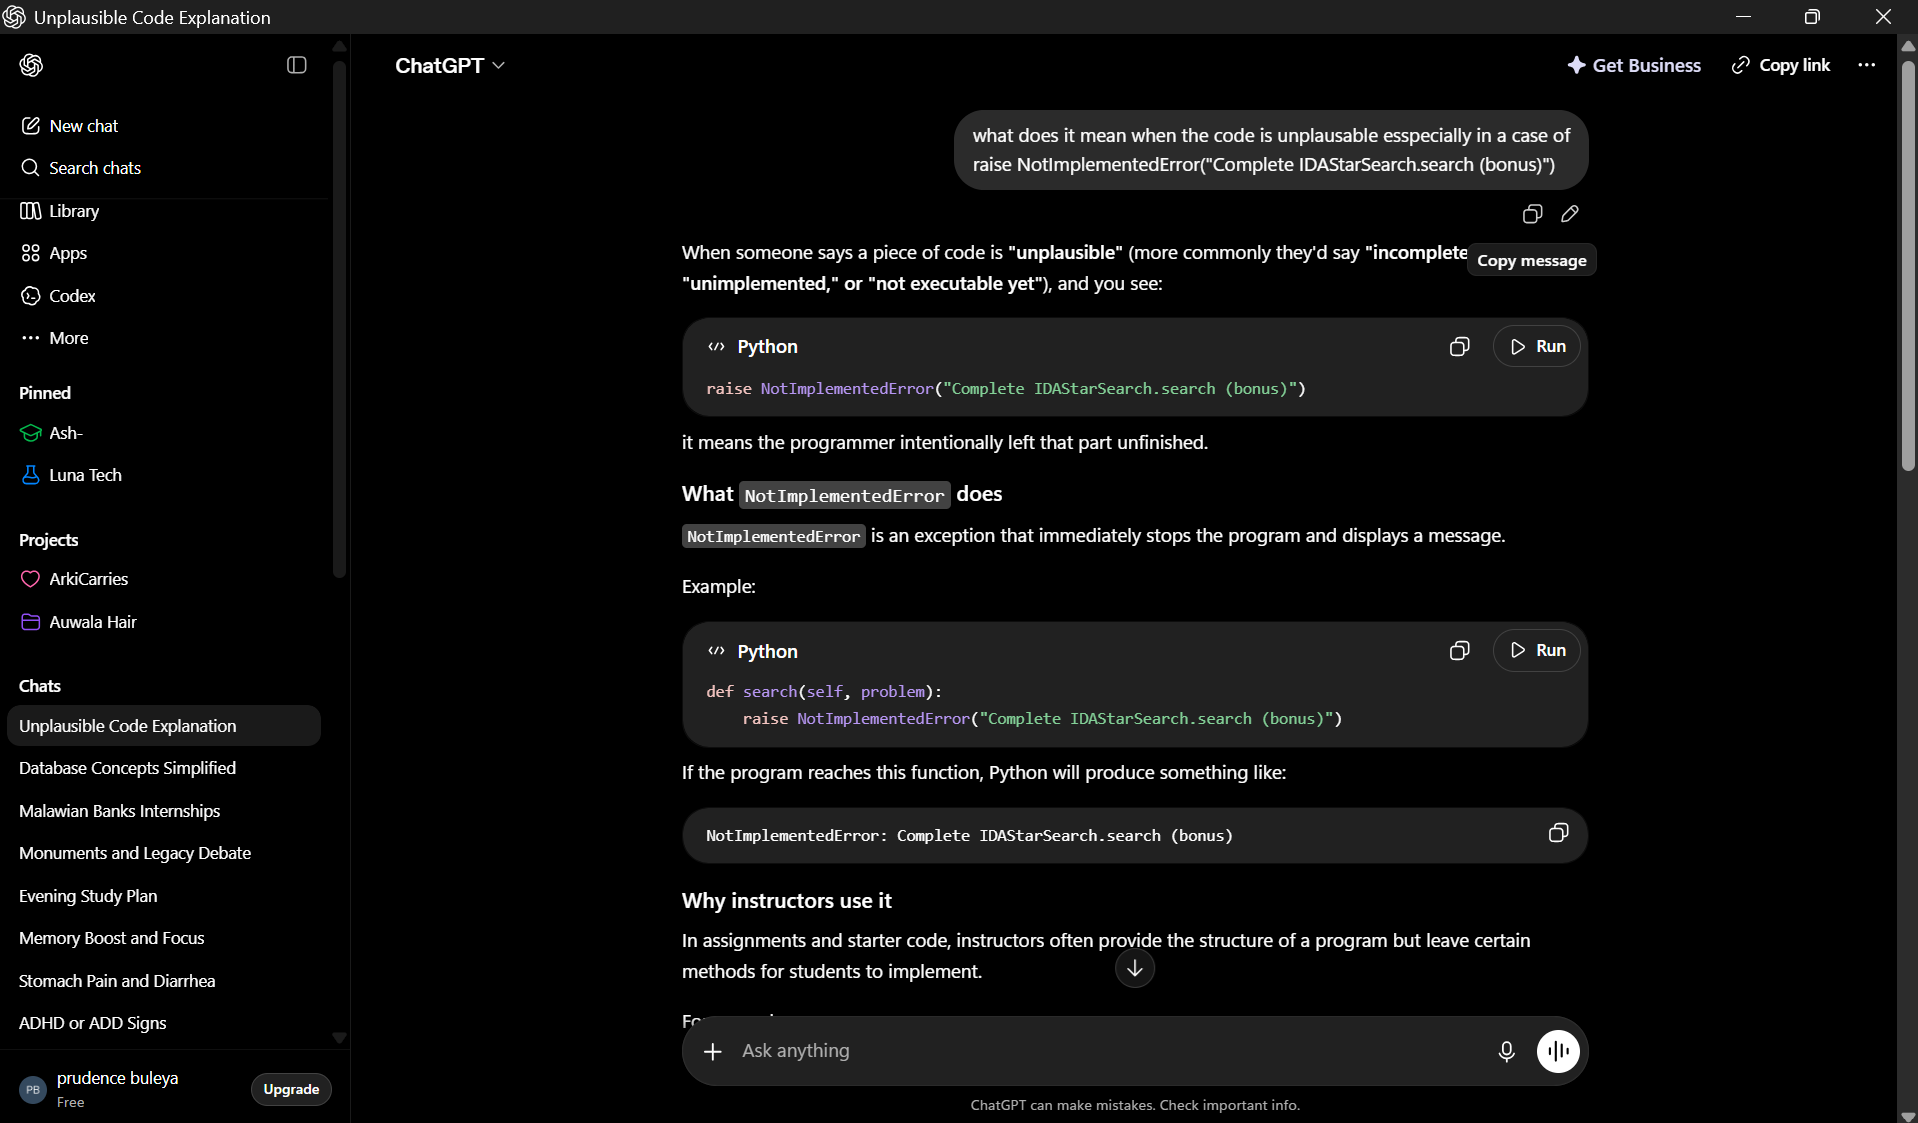 Unplausible Code Explanation
New chat
Search chats
Library
Apps
Codex
More
Pinned
Ash-
Luna Tech
Projects
ArkiCarries
Auwala Hair
Chats
Unplausible Code Explanation
Database Concepts Simplified
Malawian Banks Internships
Monuments and Legacy Debate
Evening Study Plan
Memory Boost and Focus
Stomach Pain and Diarrhea
ADHD or ADD Signs
PB
prudence buleya
Free
Upgrade
ChatGPT
Get Business
Copy link
what does it mean when the code is unplausable esspecially in a case of
raise NotImplementedError("Complete IDAStarSearch.search (bonus)")
When someone says a piece of code is "unplausible" (more commonly they'd say "incomplete
Copy message
"unimplemented," or "not executable yet"), and you see:
Python
Run
raise NotImplementedError("Complete IDAStarSearch.search (bonus)")
it means the programmer intentionally left that part unfinished.
What NotImplementedError does
NotImplementedError is an exception that immediately stops the program and displays a message.
Example:
Python
Run
def search(self, problem):
raise NotImplementedError("Complete IDAStarSearch.search (bonus)")
If the program reaches this function, Python will produce something like:
NotImplementedError: Complete IDAStarSearch.search (bonus)
Why instructors use it
In assignments and starter code, instructors often provide the structure of a program but leave certain
methods for students to implement.
Ask anything
ChatGPT can make mistakes. Check important info.